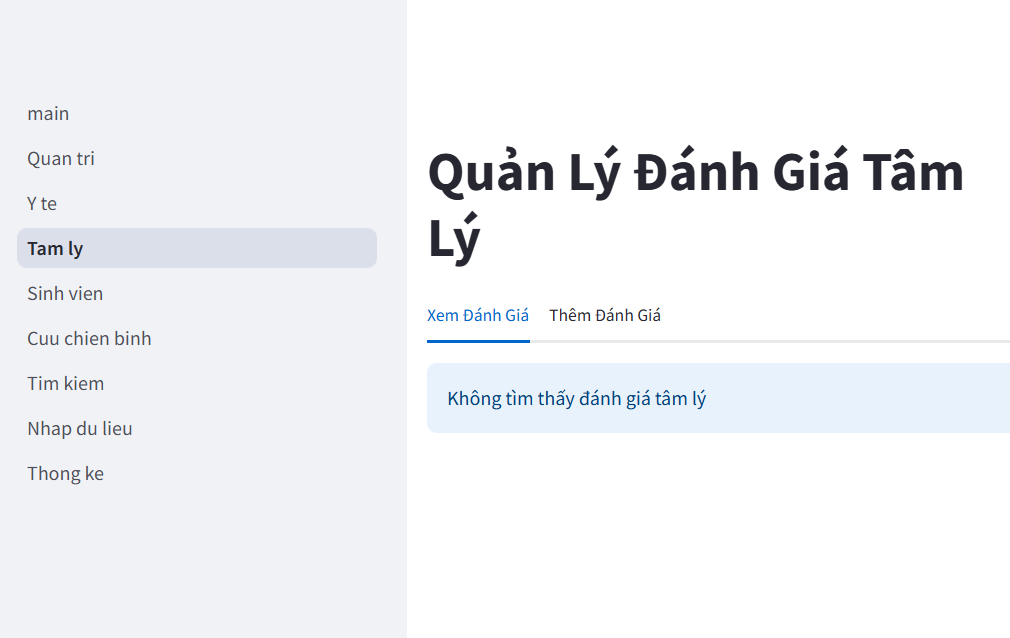 main
Quan tri
Y te
Tam ly
Sinh vien
Cuu chien binh
Tim kiem
Nhap du lieu
Thong ke
Quản Lý Đánh Giá Tâm
Lý
Xem Đánh Giá
Thêm Đánh Giá
Không tìm thấy đánh giá tâm lý